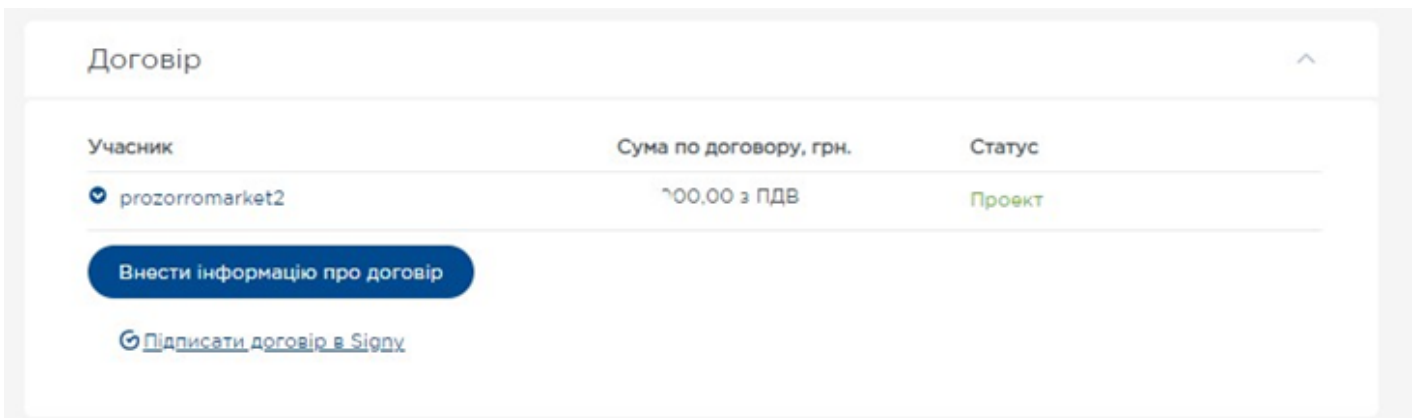 Договір
Учасник Сума по договору, грн. Статус
prozorromarket2 00,00 з ПДВ Проект
Внести інформацію про договір
Підписати договір в Signy